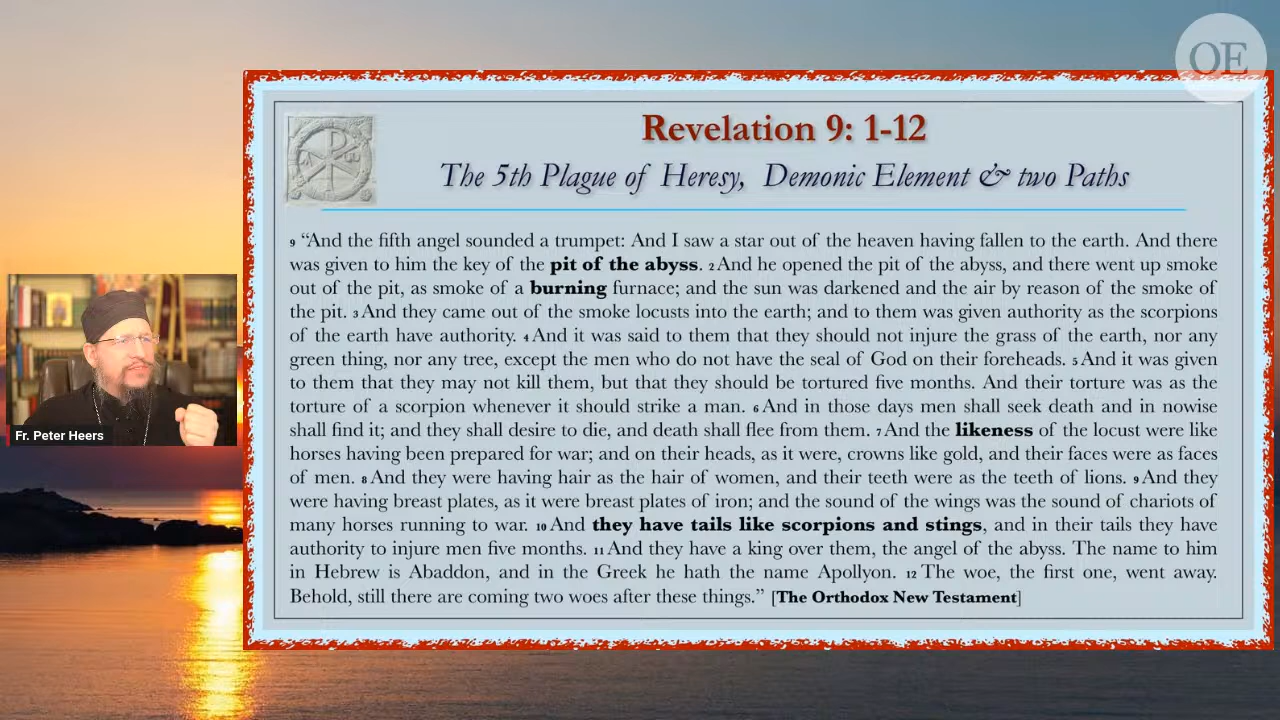 OE
Revelation 9: 1-12
The 5th Plague of Heresy, Demonic Element & two Paths
9 “And the fifth angel sounded a trumpet: And I saw a star out of the heaven having fallen to the earth. And there
was given to him the key of the pit of the abyss. 2 And he opened the pit of the abyss, and there went up smoke
out of the pit, as smoke of a burning furnace; and the sun was darkened and the air by reason of the smoke of
the pit. 3 And they came out of the smoke locusts into the earth; and to them was given authority as the scorpions
of the earth have authority. 4 And it was said to them that they should not injure the grass of the earth, nor any
green thing, nor any tree, except the men who do not have the seal of God on their foreheads. 5 And it was given
to them that they may not kill them, but that they should be tortured five months. And their torture was as the
torture of a scorpion whenever it should strike a man. 6 And in those days men shall seek death and in nowise
shall find it; and they shall desire to die, and death shall flee from them. 7 And the likeness of the locust were like
horses having been prepared for war; and on their heads, as it were, crowns like gold, and their faces were as faces
of men. 8 And they were having hair as the hair of women, and their teeth were as the teeth of lions. 9 And they
were having breast plates, as it were breast plates of iron; and the sound of the wings was the sound of chariots of
many horses running to war. 10 And they have tails like scorpions and stings, and in their tails they have
authority to injure men five months. 11 And they have a king over them, the angel of the abyss. The name to him
in Hebrew is Abaddon, and in the Greek he hath the name Apollyon. 12 The woe, the first one, went away.
Behold, still there are coming two woes after these things.” [The Orthodox New Testament]
Fr. Peter Heers